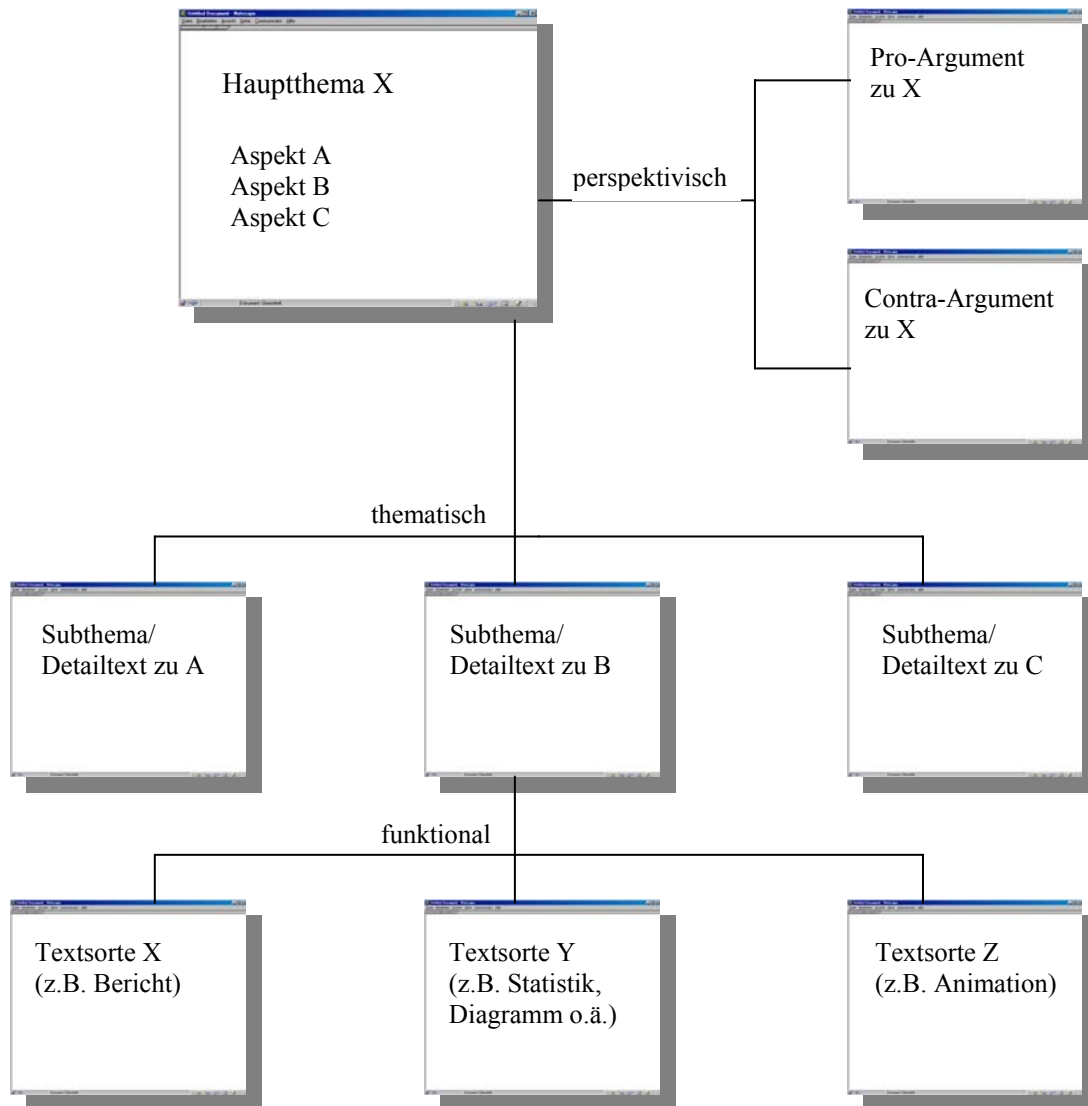 Hauptthema X
Aspekt A
Aspekt B
Aspekt C
perspektivisch
Pro-Argument
zu X
Contra-Argument
zu X
thematisch
Subthema/
Detailtext zu A
Subthema/
Detailtext zu B
Subthema/
Detailtext zu C
funktional
Textsorte X
(z.B. Bericht)
Textsorte Y
(z.B. Statistik,
Diagramm o.ä.)
Textsorte Z
(z.B. Animation)